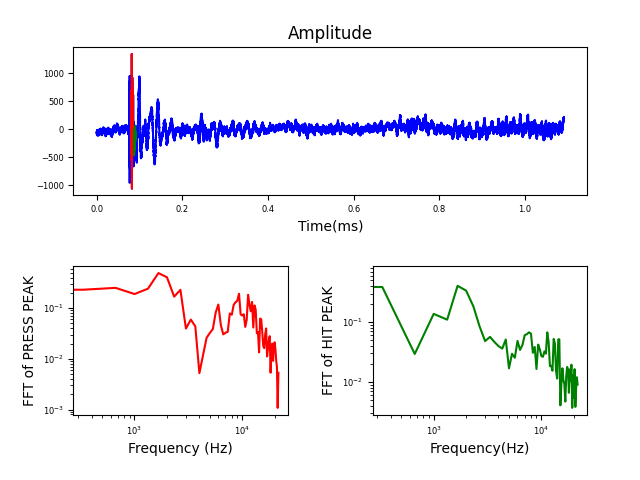 Amplitude
1000
500
0
−500
−1000
0.0 0.2 0.4 0.6 0.8 1.0
Time(ms)
FFT of PRESS PEAK
10⁻¹
10⁻²
10⁻³
10³ 10⁴
Frequency (Hz)
FFT of HIT PEAK
10⁻¹
10⁻²
10³ 10⁴
Frequency(Hz)